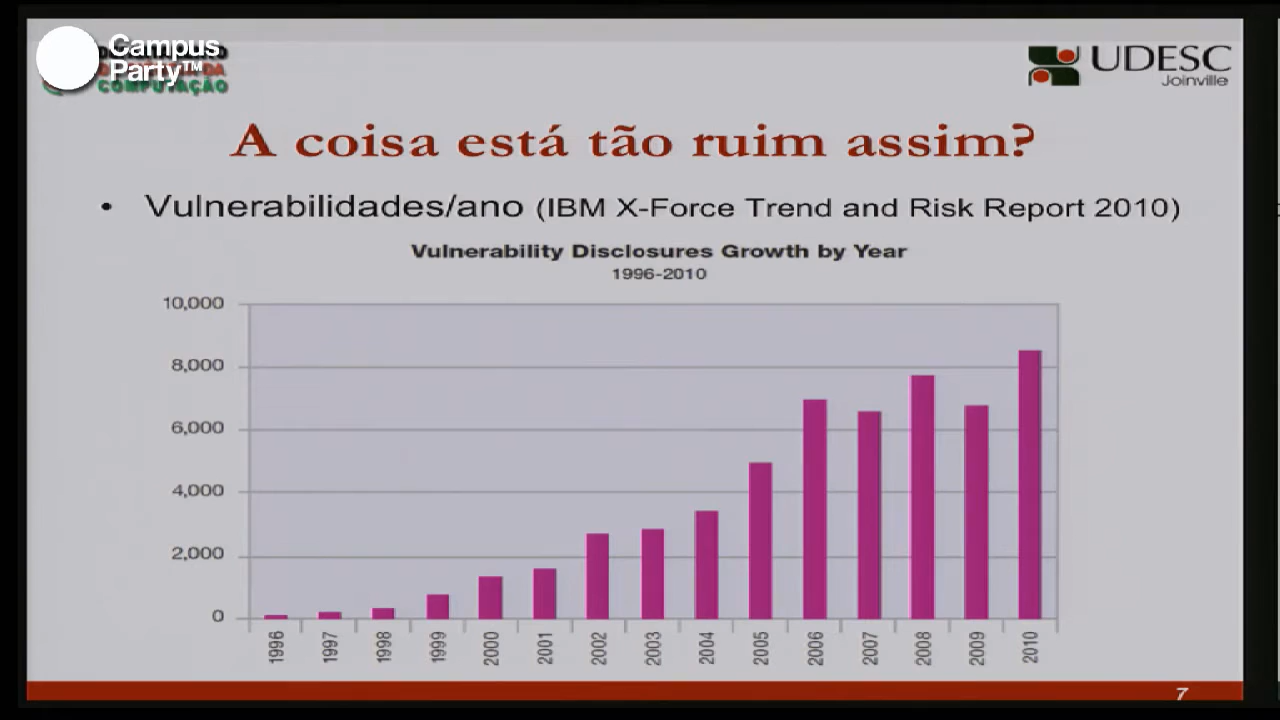 Campus
Party™
COMPUTAÇÃO
UDESC
Joinville
A coisa está tão ruim assim?
• Vulnerabilidades/ano (IBM X-Force Trend and Risk Report 2010)
Vulnerability Disclosures Growth by Year
1996-2010
10,000
8,000
6,000
4,000
2,000
0
1996 1997 1998 1999 2000 2001 2002 2003 2004 2005 2006 2007 2008 2009 2010
7